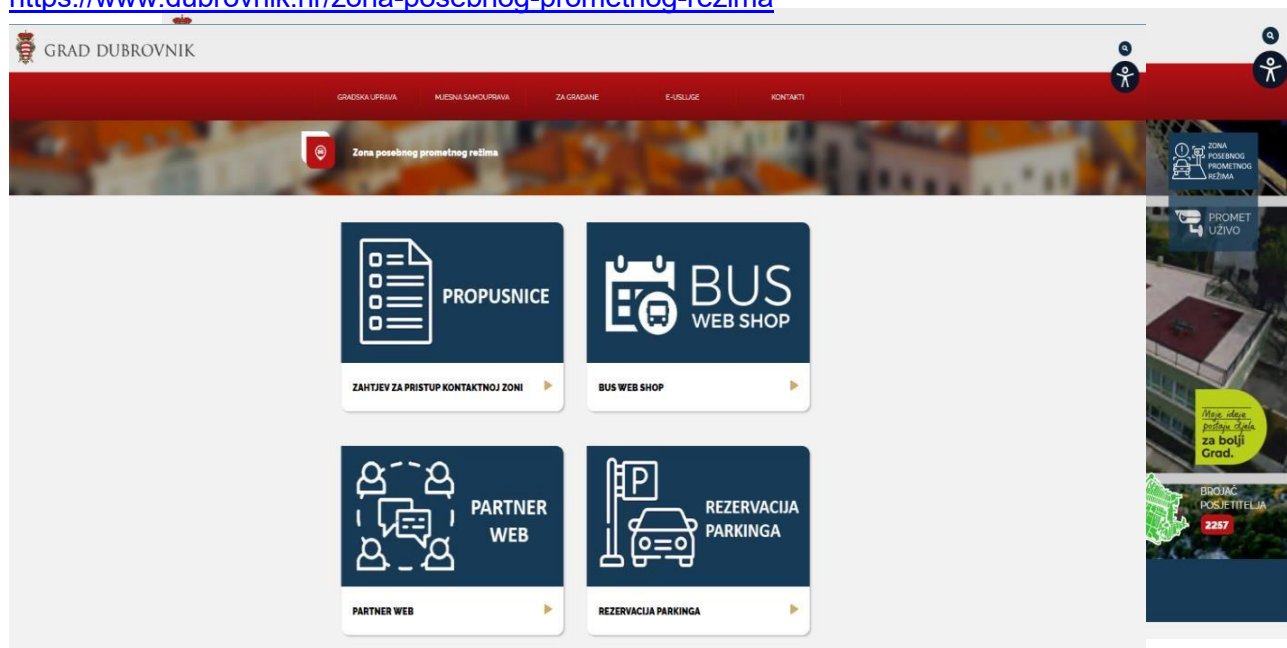 https://www.dubrovnik.hr/zona-posebnog-prometnog-rezima
GRAD DUBROVNIK
GRADSKA UPRAVA MJESNA SAMOUPRAVA ZA GRAĐANE E-USLUGE KONTAKTI
Zona posebnog prometnog režima
PROPUSNICE
ZAHTJEV ZA PRISTUP KONTAKTNOJ ZONI
BUS
WEB SHOP
BUS WEB SHOP
PARTNER
WEB
PARTNER WEB
P
REZERVACIJA
PARKINGA
REZERVACIJA PARKINGA
ZONA
POSEBNOG
PROMETNOG
REŽIMA
PROMET
UŽIVO
Moje ideje
postaju djela
za bolji
Grad.
BROJAČ
POSJETITELJA
2257